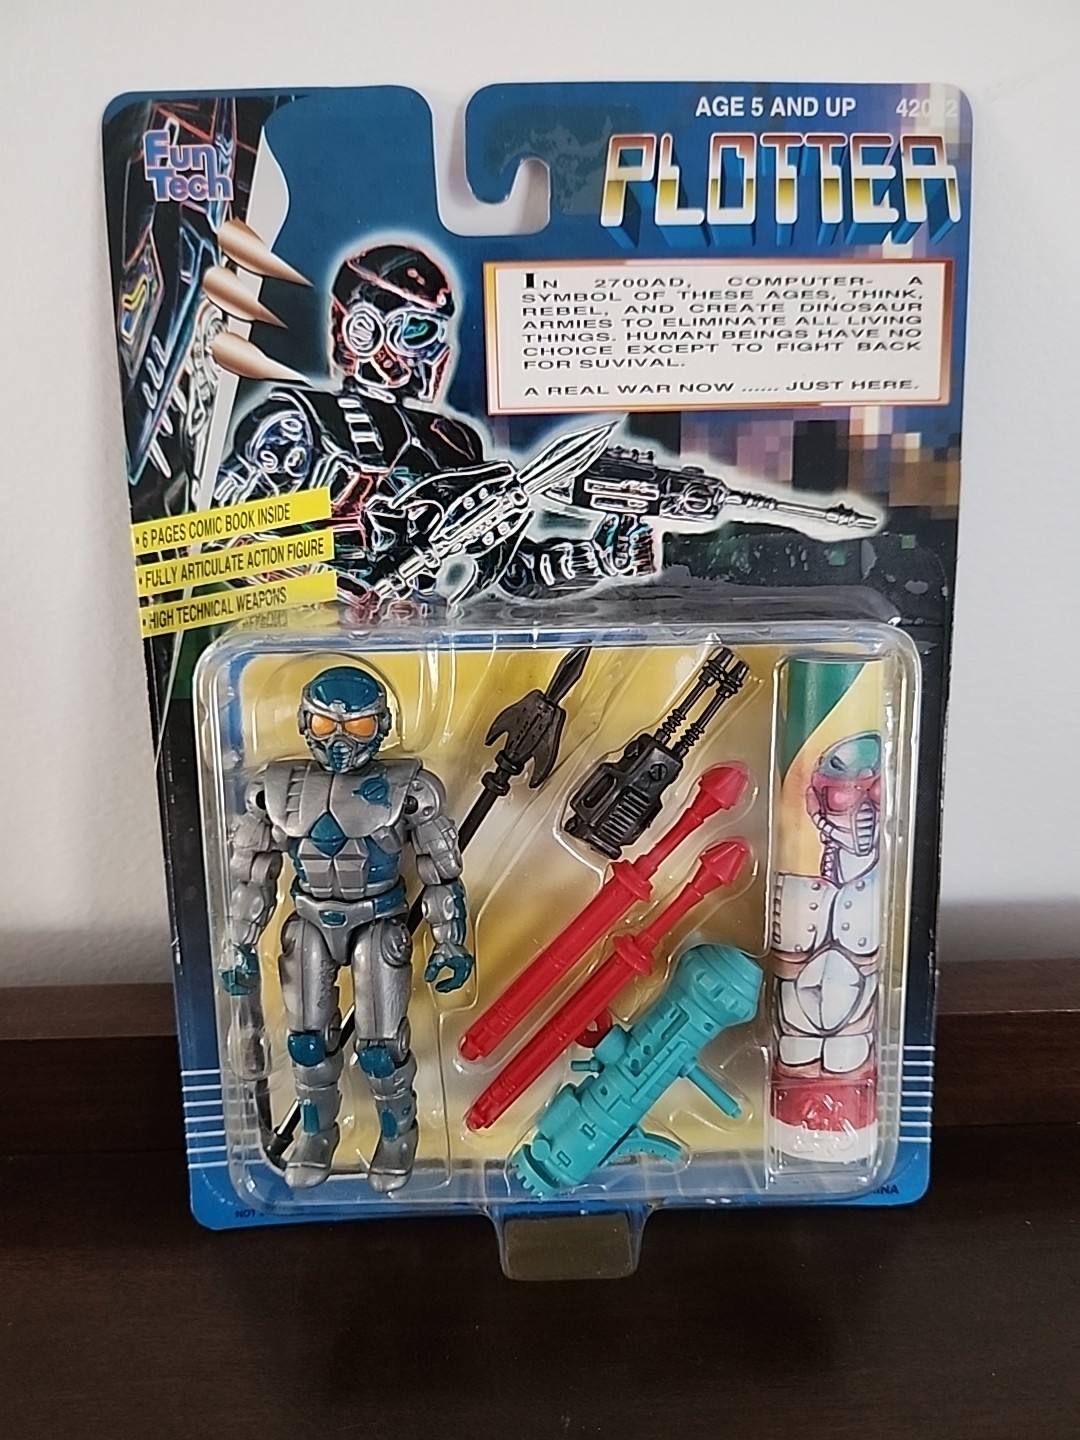 AGE 5 AND UP
Fun
Tech
PLOTTER
IN 2700AD, COMPUTER- A
SYMBOL OF THESE AGES, THINK,
REBEL, AND CREATE DINOSAUR
ARMIES TO ELIMINATE ALL LIVING
THINGS. HUMAN BEINGS HAVE NO
CHOICE EXCEPT TO FIGHT BACK
FOR SUVIVAL.
A REAL WAR NOW ...... JUST HERE.
• 6 PAGES COMIC BOOK INSIDE
• FULLY ARTICULATE ACTION FIGURE
• HIGH TECHNICAL WEAPONS
NOT